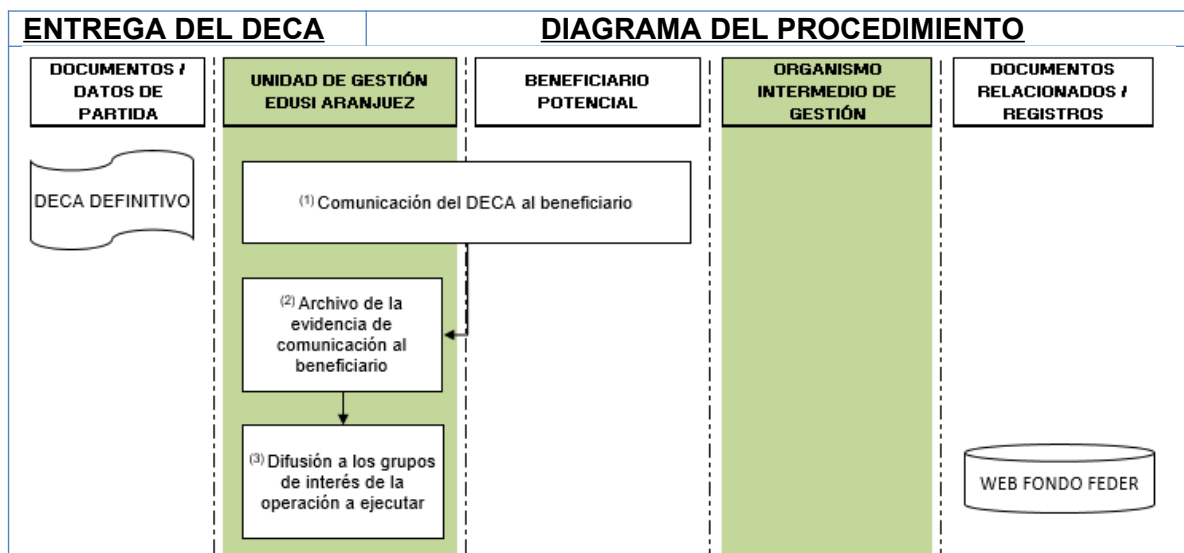 ENTREGA DEL DECA
DIAGRAMA DEL PROCEDIMIENTO
DOCUMENTOS /
DATOS DE
PARTIDA
UNIDAD DE GESTIÓN
EDUSI ARANJUEZ
BENEFICIARIO
POTENCIAL
ORGANISMO
INTERMEDIO DE
GESTIÓN
DOCUMENTOS
RELACIONADOS /
REGISTROS
DECA DEFINITIVO
(1) Comunicación del DECA al beneficiario
(2) Archivo de la
evidencia de
comunicación al
beneficiario
(3) Difusión a los grupos
de interés de la
operación a ejecutar
WEB FONDO FEDER